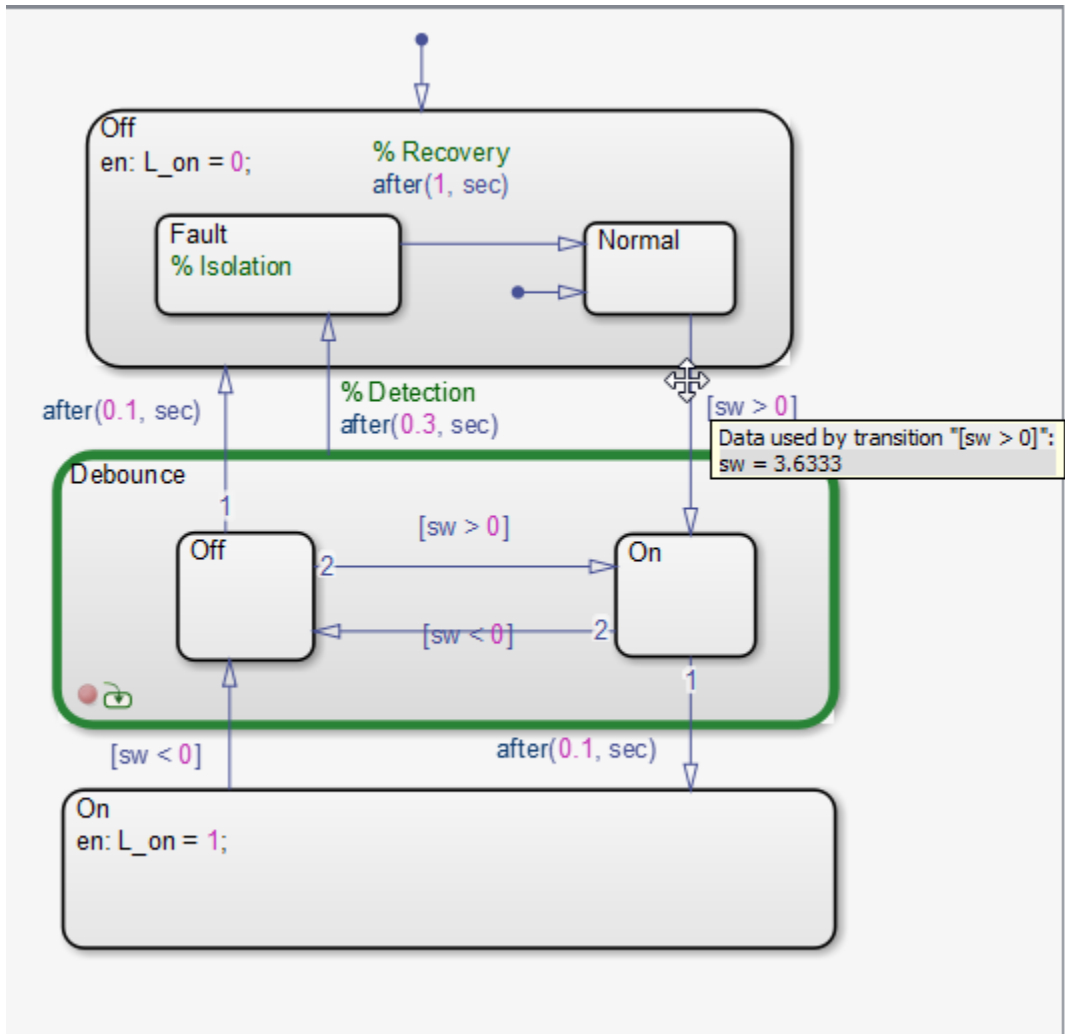 Off
en: L_on = 0;
% Recovery
after(1, sec)
Fault
% Isolation
Normal
after(0.1, sec)
% Detection
after(0.3, sec)
[sw > 0]
Data used by transition "[sw > 0]":
sw = 3.6333
Debounce
1
Off
[sw > 0]
2
On
[sw < 0]
2
1
[sw < 0]
after(0.1, sec)
On
en: L_on = 1;